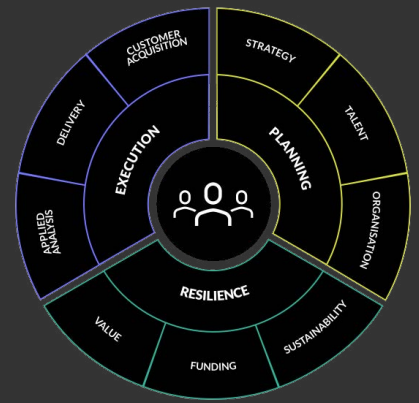 CUSTOMER
ACQUISITION
STRATEGY
DELIVERY
TALENT
EXECUTION
PLANNING
APPLIED
ANALYSIS
ORGANISATION
RESILIENCE
VALUE
FUNDING
SUSTAINABILITY